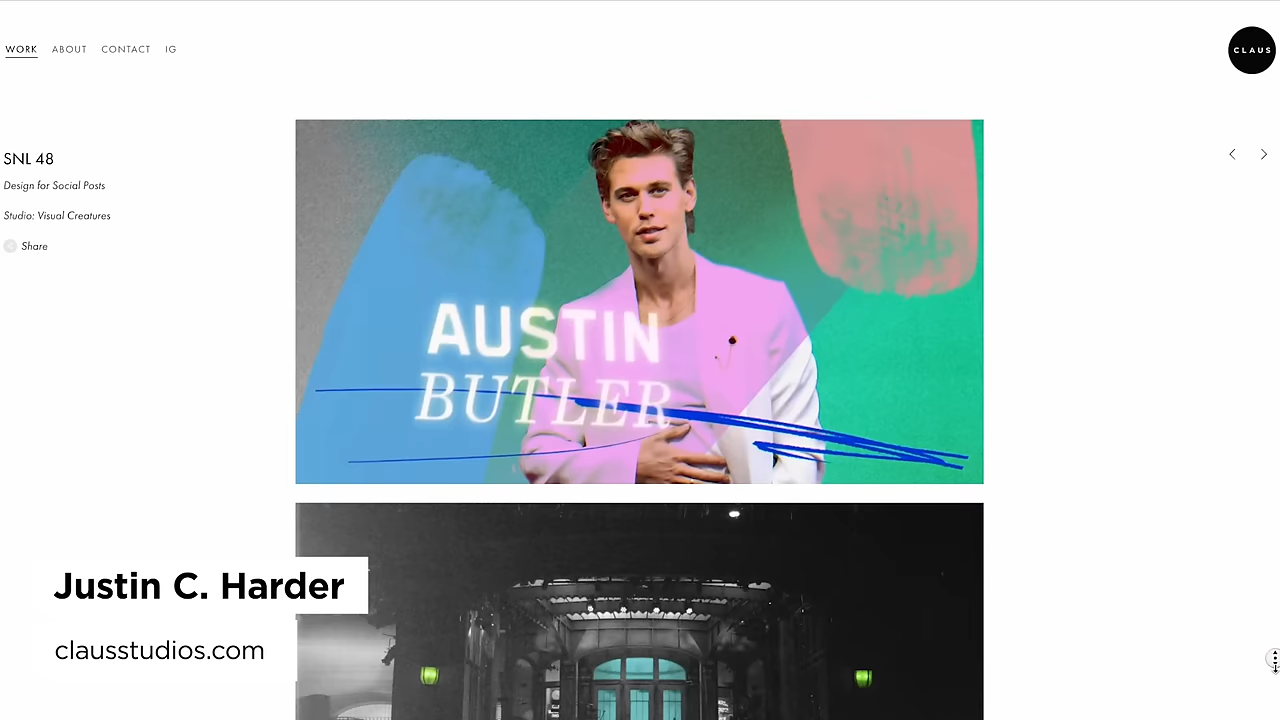 WORK ABOUT CONTACT IG
CLAUS
SNL 48
Design for Social Posts
Studio: Visual Creatures
Share
AUSTIN
BUTLER
Justin C. Harder
clausstudios.com